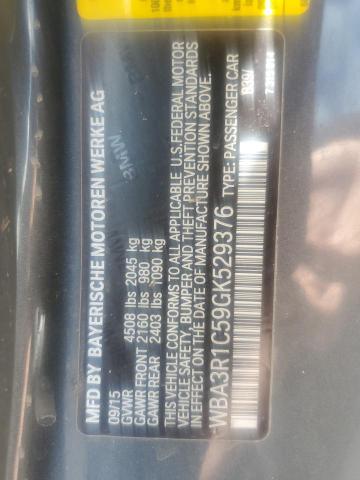 MFD BY BAYERISCHE MOTOREN WERKE AG
09/15
GVWR 4508 lbs 2045 kg
GAWR FRONT 2160 lbs 980 kg
GAWR REAR 2403 lbs 1090 kg
THIS VEHICLE CONFORMS TO ALL APPLICABLE U.S. FEDERAL MOTOR
VEHICLE SAFETY, BUMPER AND THEFT PREVENTION STANDARDS
IN EFFECT ON THE DATE OF MANUFACTURE SHOWN ABOVE.
WBA3R1C59GK529376 TYPE: PASSENGER CAR
B39/